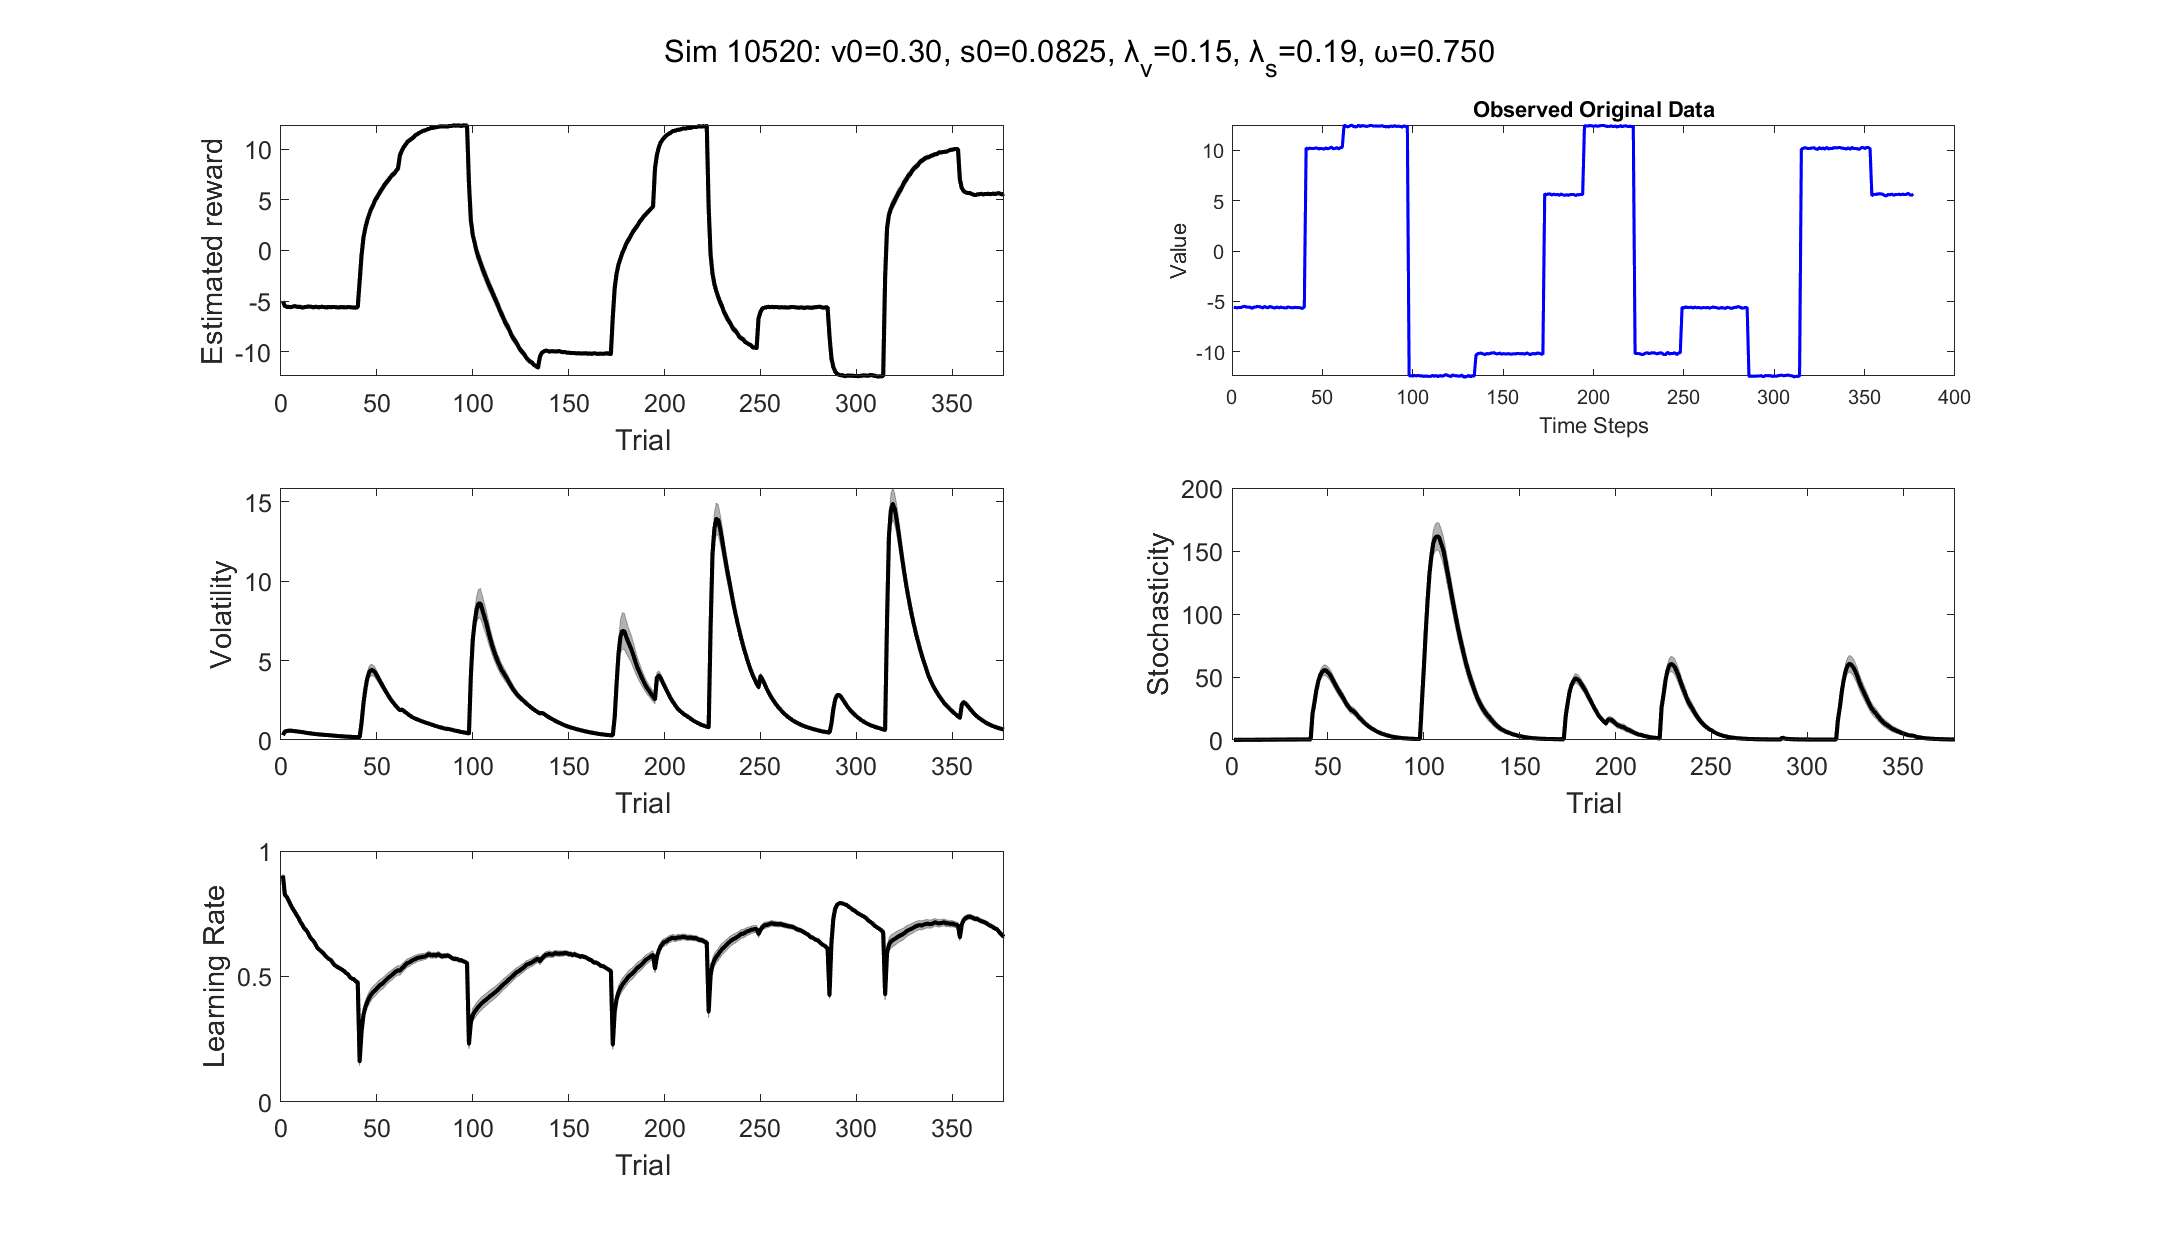 Sim 10520: v0=0.30, s0=0.0825, λ_v=0.15, λ_s=0.19, ω=0.750
Estimated reward
10
5
0
-5
-10
0 50 100 150 200 250 300 350
Trial
Observed Original Data
Value
10
5
0
-5
-10
0 50 100 150 200 250 300 350 400
Time Steps
Volatility
15
10
5
0
0 50 100 150 200 250 300 350
Trial
Stochasticity
200
150
100
50
0
0 50 100 150 200 250 300 350
Trial
Learning Rate
1
0.5
0
0 50 100 150 200 250 300 350
Trial